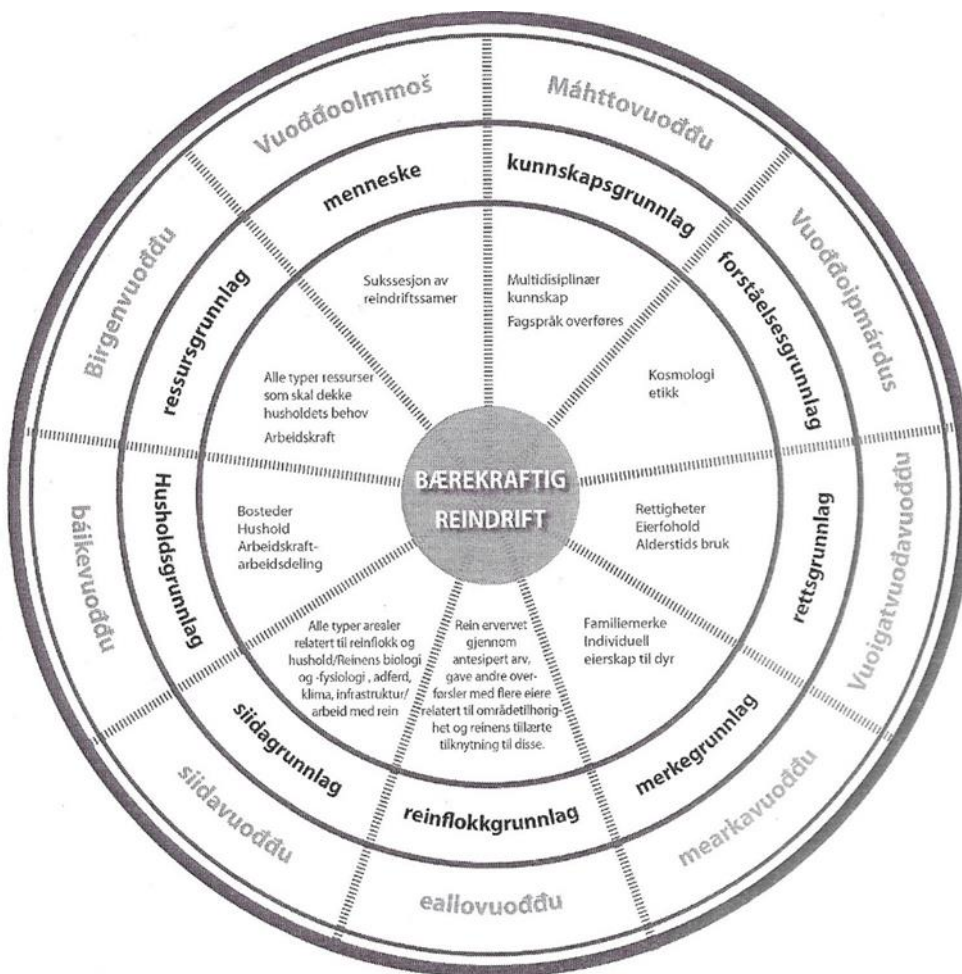 Vuođđoolmmoš
Máhttovuođđu
Vuođđoipmárdus
Vuoigatvuođavuođđu
mearkavuođđu
eallovuođđu
siidavuođđu
báikevuođđu
Birgenvuođđu
menneske
kunnskapsgrunnlag
forståelsesgrunnlag
rettsgrunnlag
merkegrunnlag
reinflokkgrunnlag
siidagrunnlag
Husholdsgrunnlag
ressursgrunnlag
Sukssesjon av
reindriftssamer
Multidisiplinær
kunnskap
Fagspråk overføres
Kosmologi
etikk
Rettigheter
Eierfohold
Alderstids bruk
Familiemerke
Individuell
eierskap til dyr
Rein ervervet
gjennom
antesipert arv,
gave andre over-
førsler med flere eiere
relatert til områdetilhørig-
het og reinens tillærte
tilknytning til disse.
Alle typer arealer
relatert til reinflokk og
hushold/Reinens biologi
og -fysiologi , adferd,
klima, infrastruktur/
arbeid med rein
Bosteder
Hushold
Arbeidskraft-
arbeidsdeling
Alle typer ressurser
som skal dekke
husholdets behov
Arbeidskraft
BÆREKRAFTIG
REINDRIFT